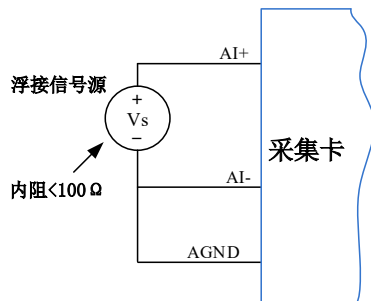 AI+
浮接信号源
+
Vs
−
采集卡
内阻<100Ω
AI-
AGND